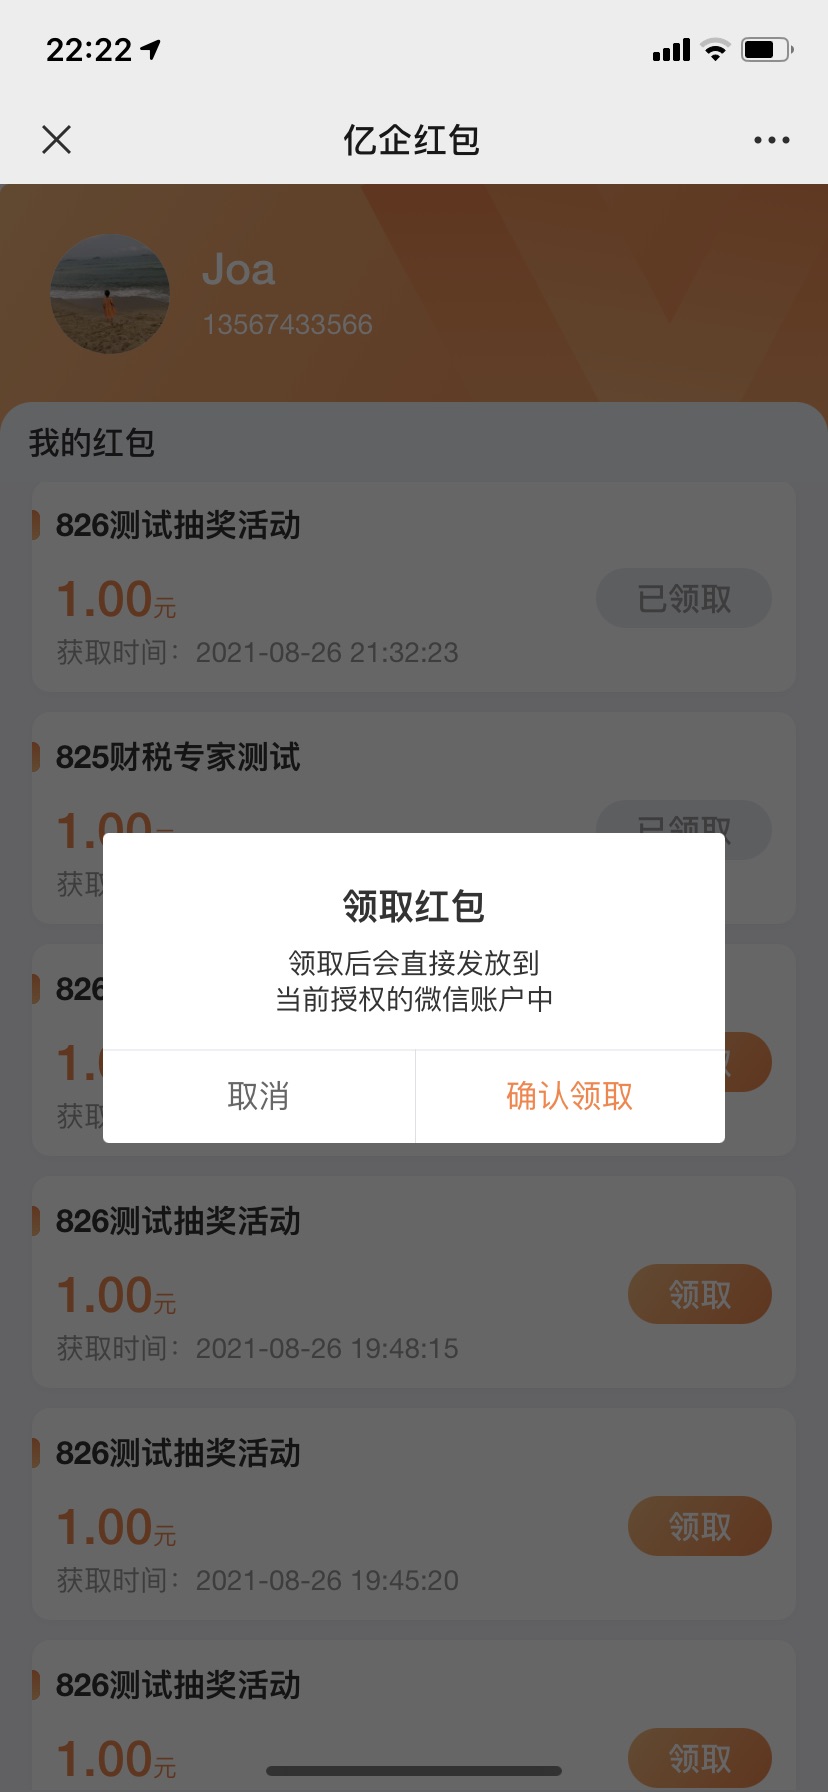 22:22
亿企红包
Joa
13567433566
我的红包
826测试抽奖活动
1.00元
已领取
获取时间：2021-08-26 21:32:23
825财税专家测试
1.00元
已领取
获取
826
领取红包
领取后会直接发放到
当前授权的微信账户中
取消
确认领取
1.
获取
826测试抽奖活动
1.00元
领取
获取时间：2021-08-26 19:48:15
826测试抽奖活动
1.00元
领取
获取时间：2021-08-26 19:45:20
826测试抽奖活动
1.00元
领取